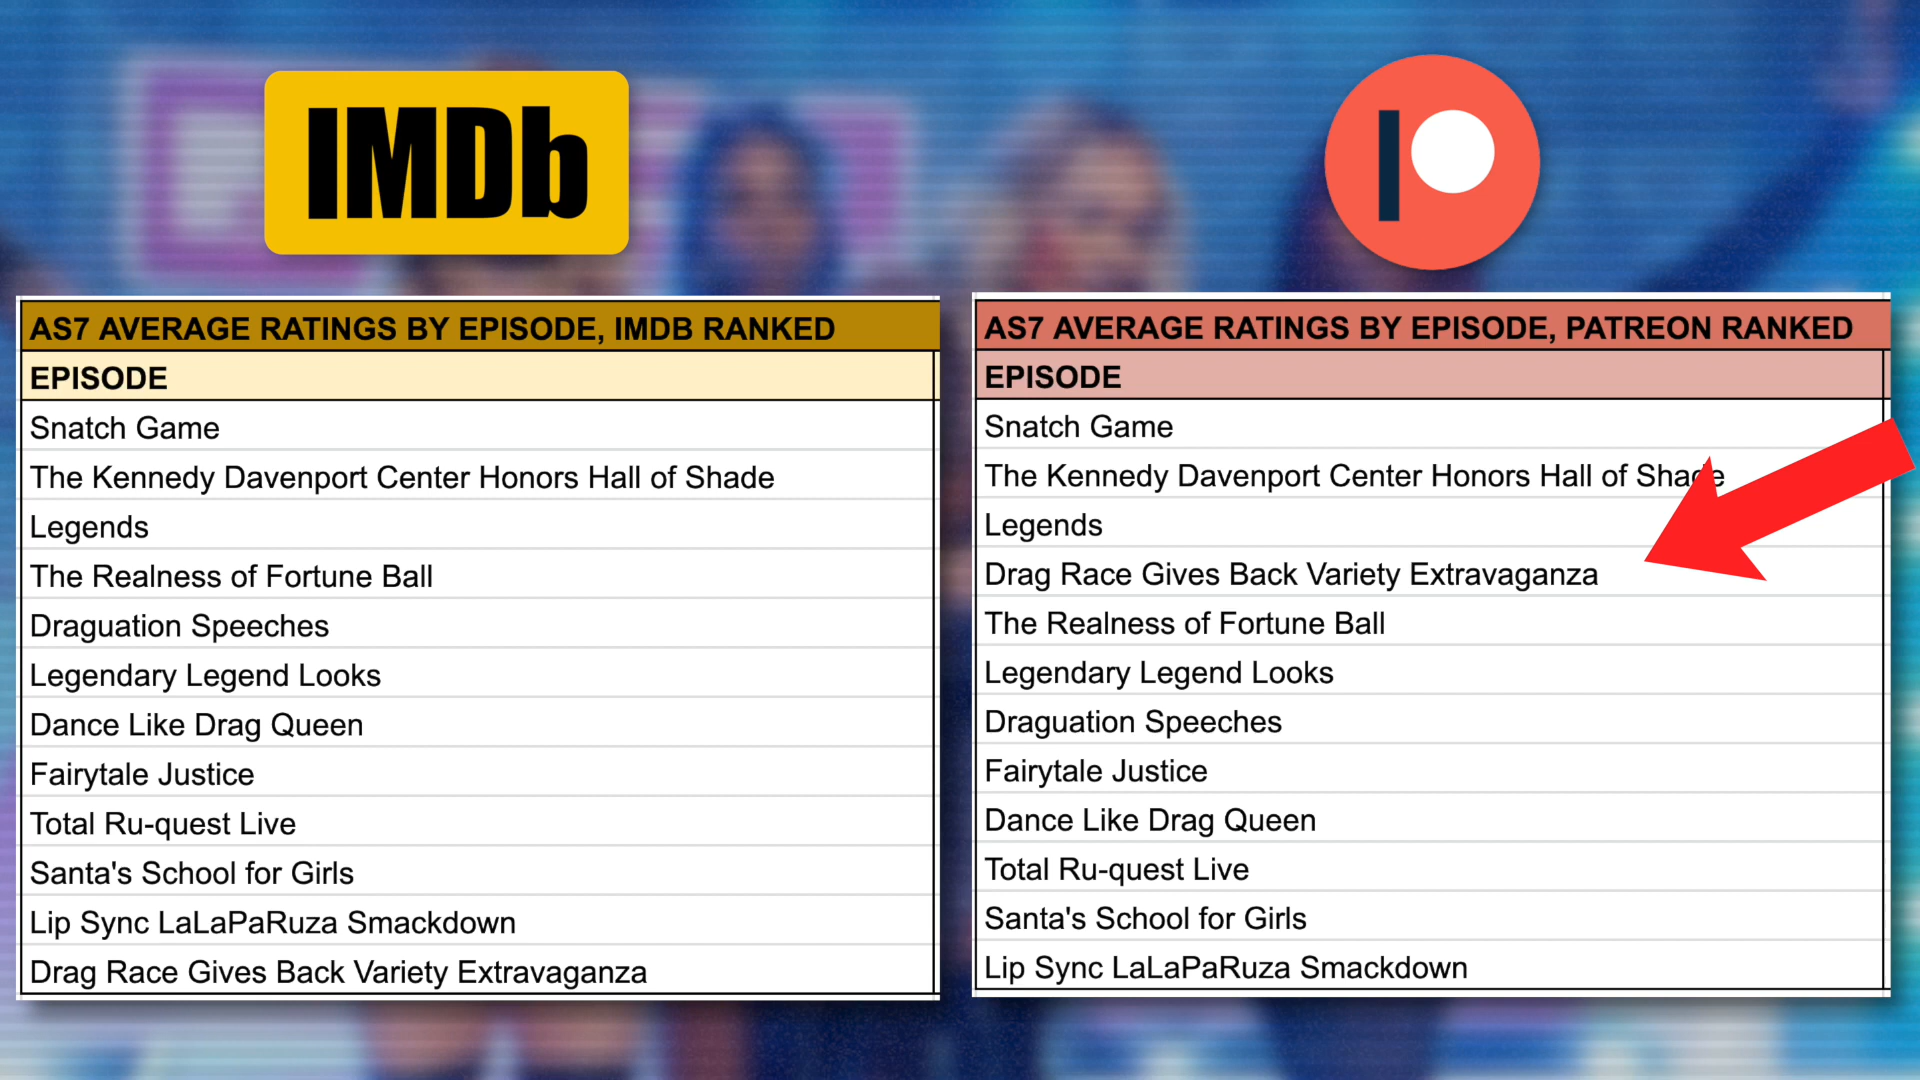 IMDb
AS7 AVERAGE RATINGS BY EPISODE, IMDB RANKED
EPISODE
Snatch Game
The Kennedy Davenport Center Honors Hall of Shade
Legends
The Realness of Fortune Ball
Draguation Speeches
Legendary Legend Looks
Dance Like Drag Queen
Fairytale Justice
Total Ru-quest Live
Santa's School for Girls
Lip Sync LaLaPaRuza Smackdown
Drag Race Gives Back Variety Extravaganza
AS7 AVERAGE RATINGS BY EPISODE, PATREON RANKED
EPISODE
Snatch Game
The Kennedy Davenport Center Honors Hall of Shade
Legends
Drag Race Gives Back Variety Extravaganza
The Realness of Fortune Ball
Legendary Legend Looks
Draguation Speeches
Fairytale Justice
Dance Like Drag Queen
Total Ru-quest Live
Santa's School for Girls
Lip Sync LaLaPaRuza Smackdown